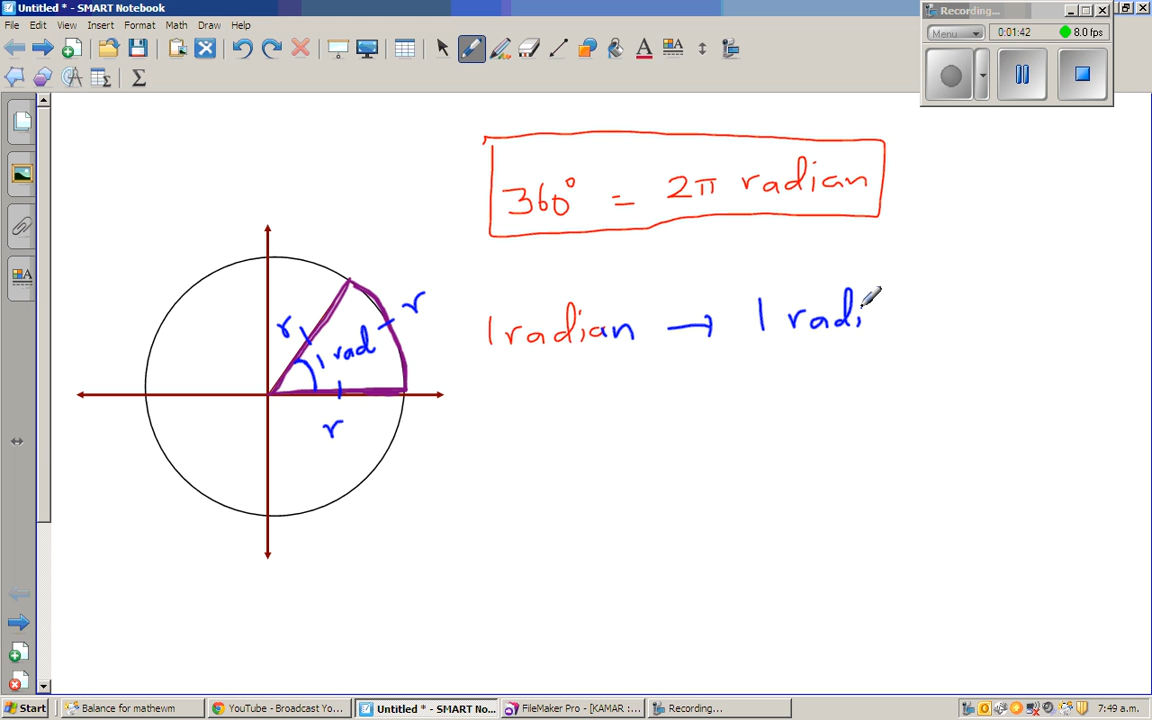 Untitled * - SMART Notebook
File Edit View Insert Format Math Draw Help
Recording...
Menu
0:01:42
8.0 fps
360° = 2π radian
1 radian → 1 radi
r
r
1 rad
r
Start
Balance for mathewm
YouTube - Broadcast Yo...
Untitled * - SMART No...
FileMaker Pro - [KAMAR :...
Recording...
7:49 a.m.